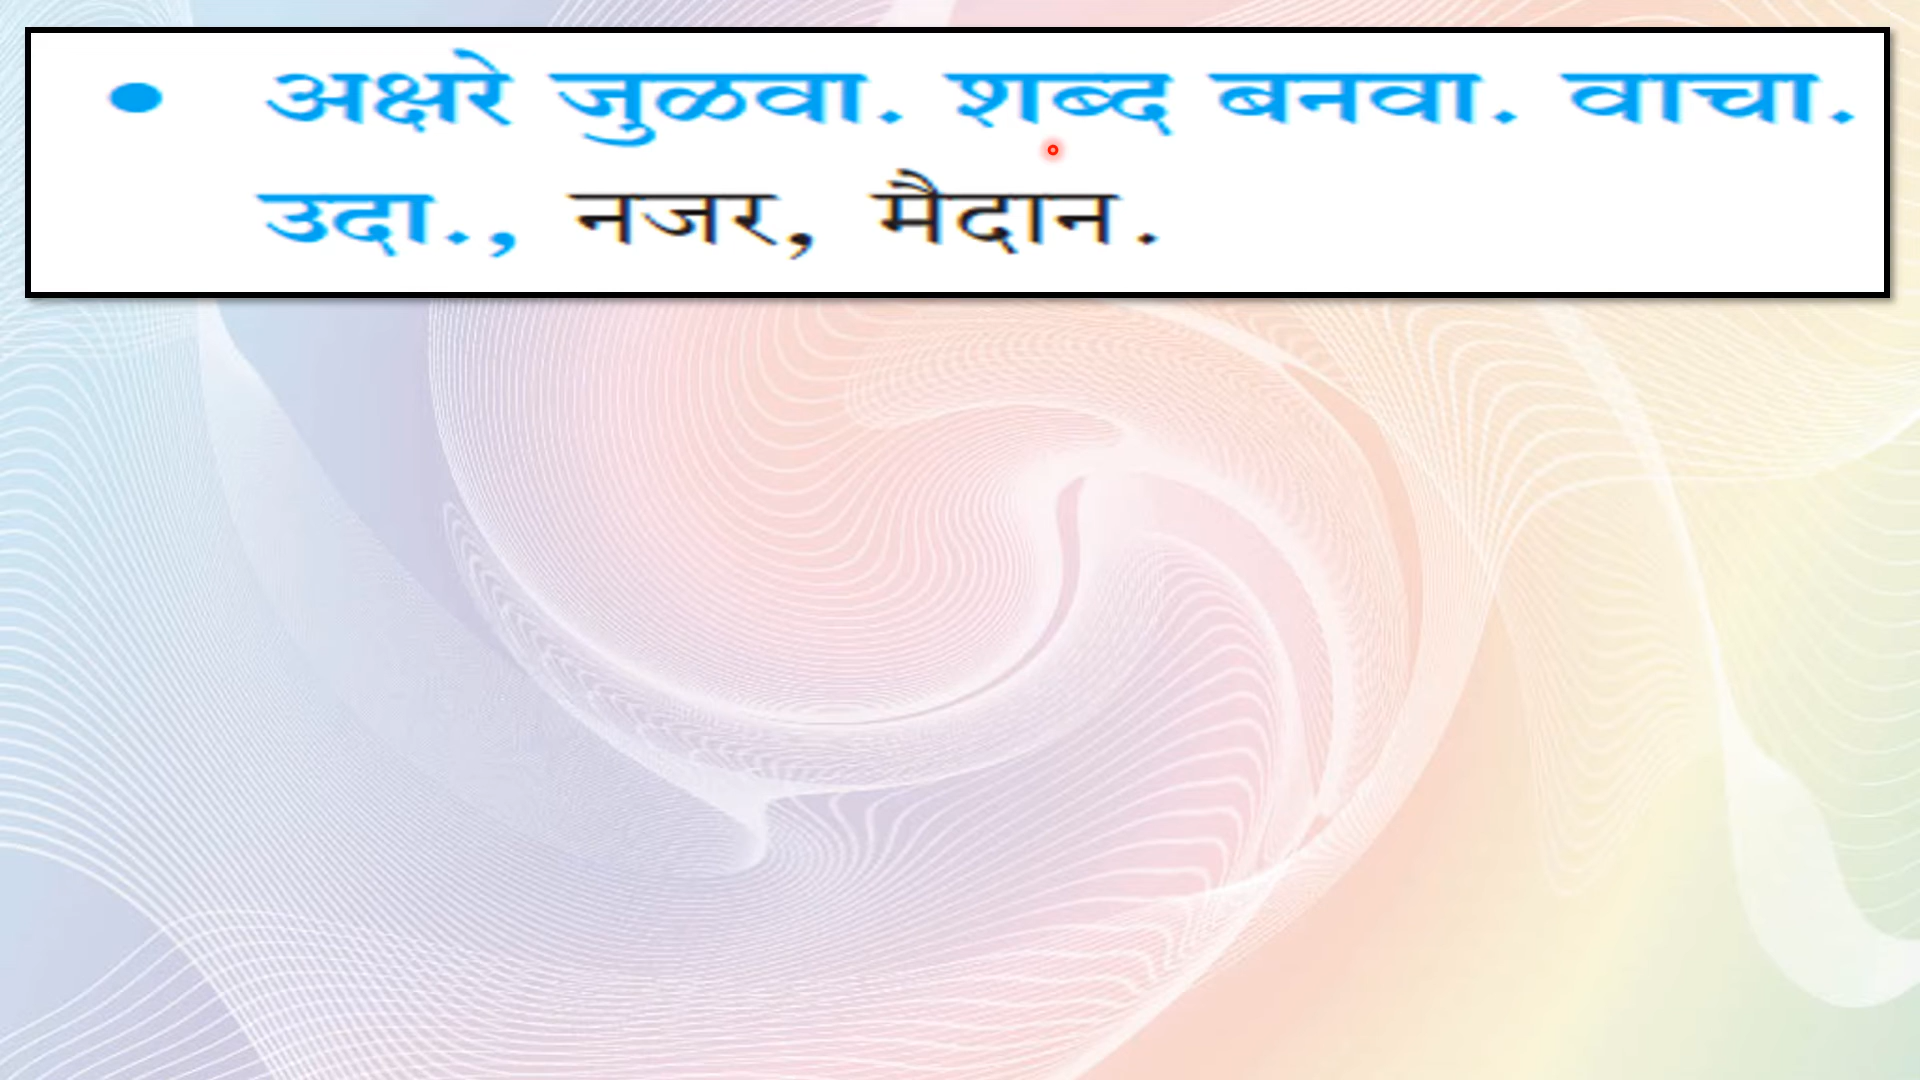 • अक्षरे जुळवा. शब्द बनवा. वाचा.
उदा., नजर, मैदान.